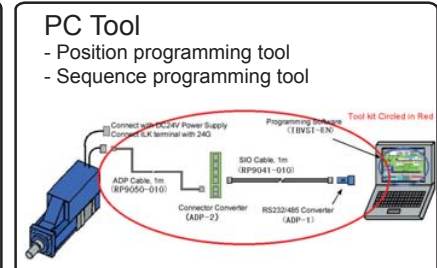 PC Tool
- Position programming tool
- Sequence programming tool
Tool kit Circled in Red
Programming Software
(TBVST-EN)
Connect with DC24V Power Supply
Connect ILK terminal with 24G
SIO Cable, 1m
(RP9041-010)
ADP Cable, 1m
(RP9050-010)
Connector Converter
(ADP-2)
RS232/485 Converter
(ADP-1)